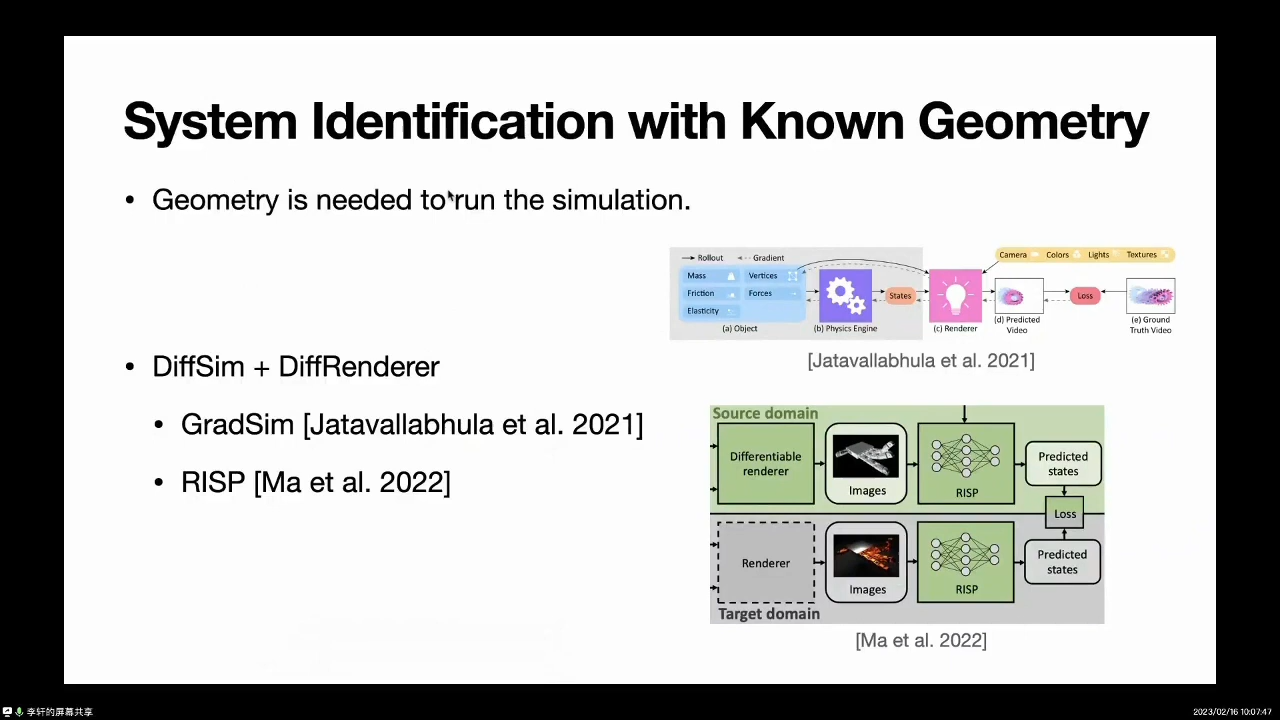 System Identification with Known Geometry
• Geometry is needed to run the simulation.
Rollout Gradient
Mass Vertices
Friction Forces
Elasticity
(a) Object
(b) Physics Engine
States
(c) Renderer
Camera Colors Lights Textures
(d) Predicted
Video
Loss
(e) Ground
Truth Video
[Jatavallabhula et al. 2021]
• DiffSim + DiffRenderer
• GradSim [Jatavallabhula et al. 2021]
• RISP [Ma et al. 2022]
Source domain
Differentiable
renderer
Images
RISP
Predicted
states
Loss
Renderer
Images
RISP
Predicted
states
Target domain
[Ma et al. 2022]
李轩的屏幕共享
2023/02/16 10:07:47